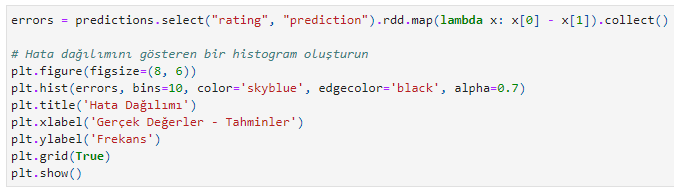 errors = predictions.select("rating", "prediction").rdd.map(lambda x: x[0] - x[1]).collect()
# Hata dağılımını gösteren bir histogram oluşturun
plt.figure(figsize=(8, 6))
plt.hist(errors, bins=10, color='skyblue', edgecolor='black', alpha=0.7)
plt.title('Hata Dağılımı')
plt.xlabel('Gerçek Değerler - Tahminler')
plt.ylabel('Frekans')
plt.grid(True)
plt.show()